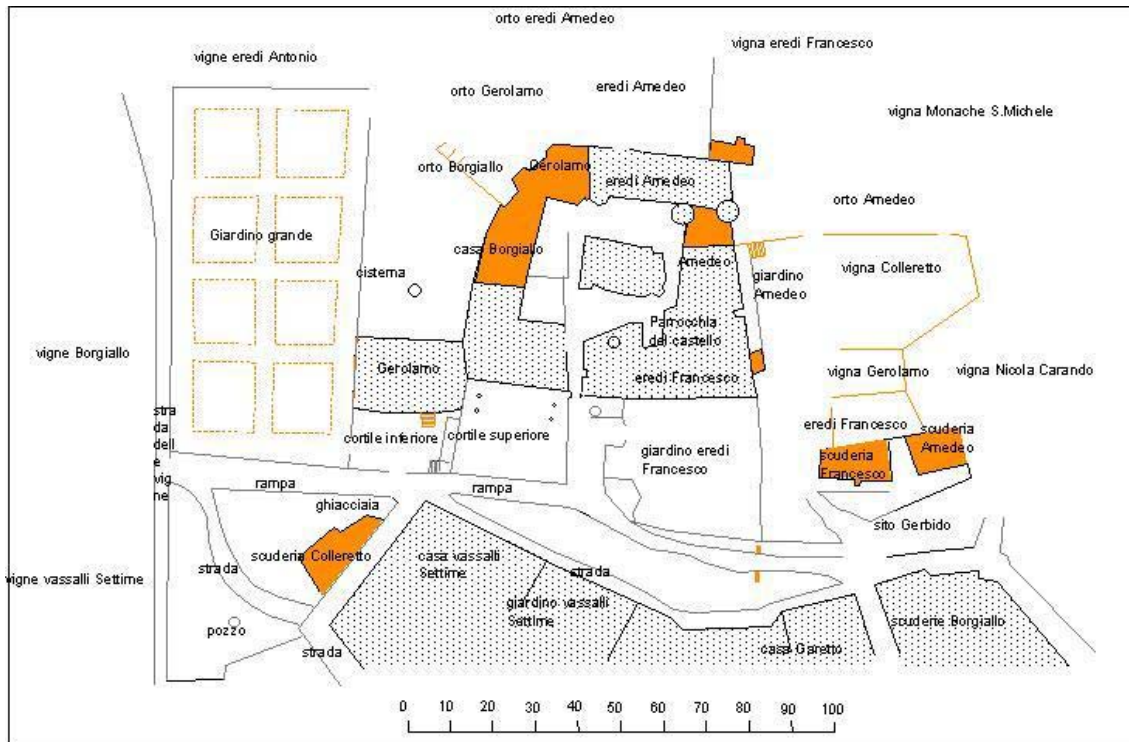 orto eredi Amedeo
vigna eredi Francesco
vigne eredi Antonio
eredi Amedeo
orto Gerolamo
vigna Monache S.Michele
orto Borgiallo
Gerolamo
eredi Amedeo
orto Amedeo
Giardino grande
casa Borgiallo
Amedeo
vigna Colleretto
cisterna
giardino
Amedeo
Parrocchia
del castello
vigne Borgiallo
Gerolamo
eredi Francesco
vigna Gerolamo
vigna Nicola Carando
stra
da
dell e
vigne
cortile inferiore
cortile superiore
eredi Francesco
scuderia
Amedeo
giardino eredi
Francesco
scuderia
Francesco
rampa
rampa
ghiacciaia
sito Gerbido
scuderia Colleretto
casa vassalli
Settime
vigne vassalli Settime
strada
strada
giardino vassalli
Settime
scuderie Borgiallo
pozzo
casa Garetto
strada
0 10 20 30 40 50 60 70 80 90 100